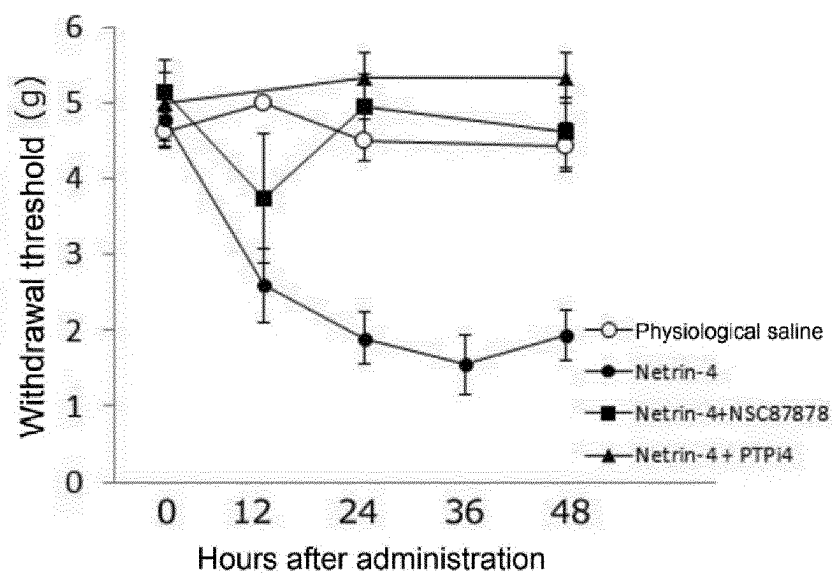 Withdrawal threshold (g)
6
5
4
3
2
1
0
0 12 24 36 48
Hours after administration
Physiological saline
Netrin-4
Netrin-4+NSC87878
Netrin-4 + PTPi4